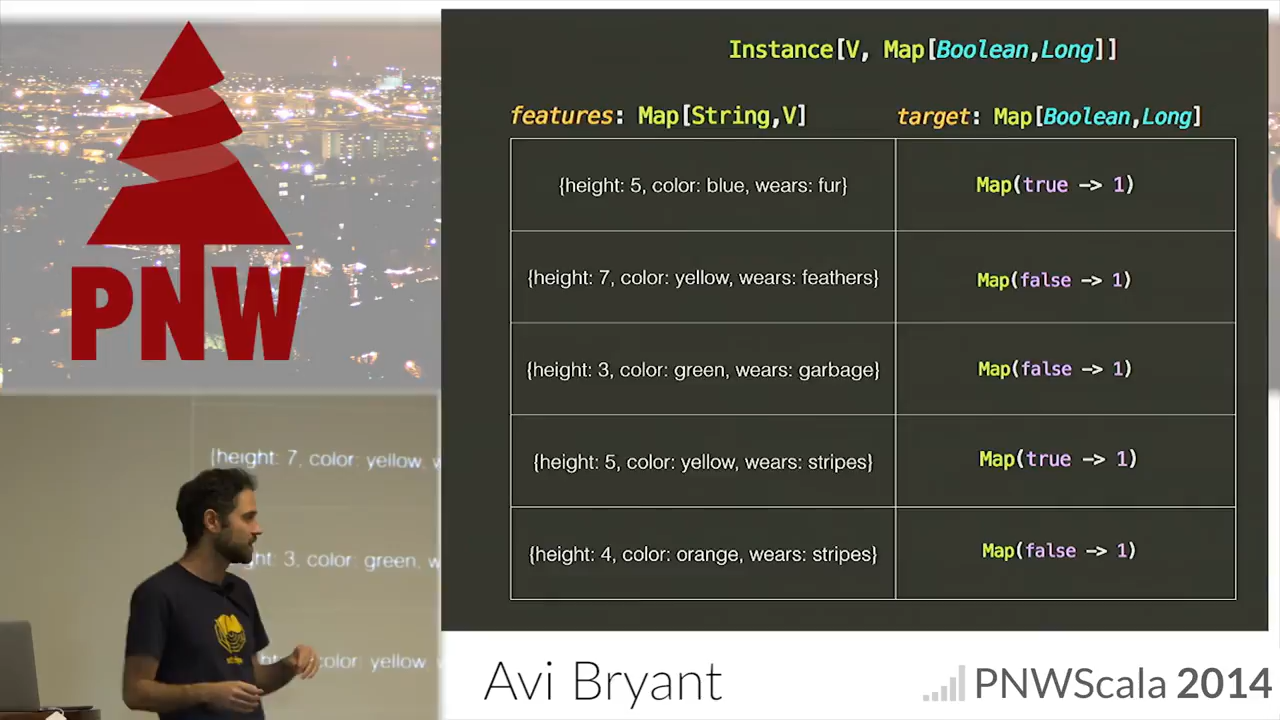 PNW
Instance[V, Map[Boolean,Long]]
features: Map[String,V]
target: Map[Boolean,Long]
{height: 5, color: blue, wears: fur}
Map(true -> 1)
{height: 7, color: yellow, wears: feathers}
Map(false -> 1)
{height: 3, color: green, wears: garbage}
Map(false -> 1)
{height: 5, color: yellow, wears: stripes}
Map(true -> 1)
{height: 4, color: orange, wears: stripes}
Map(false -> 1)
{height: 7, color: yellow, w
ght: 3, color: green, w
ht: color: yellow w
Avi Bryant
PNWScala 2014